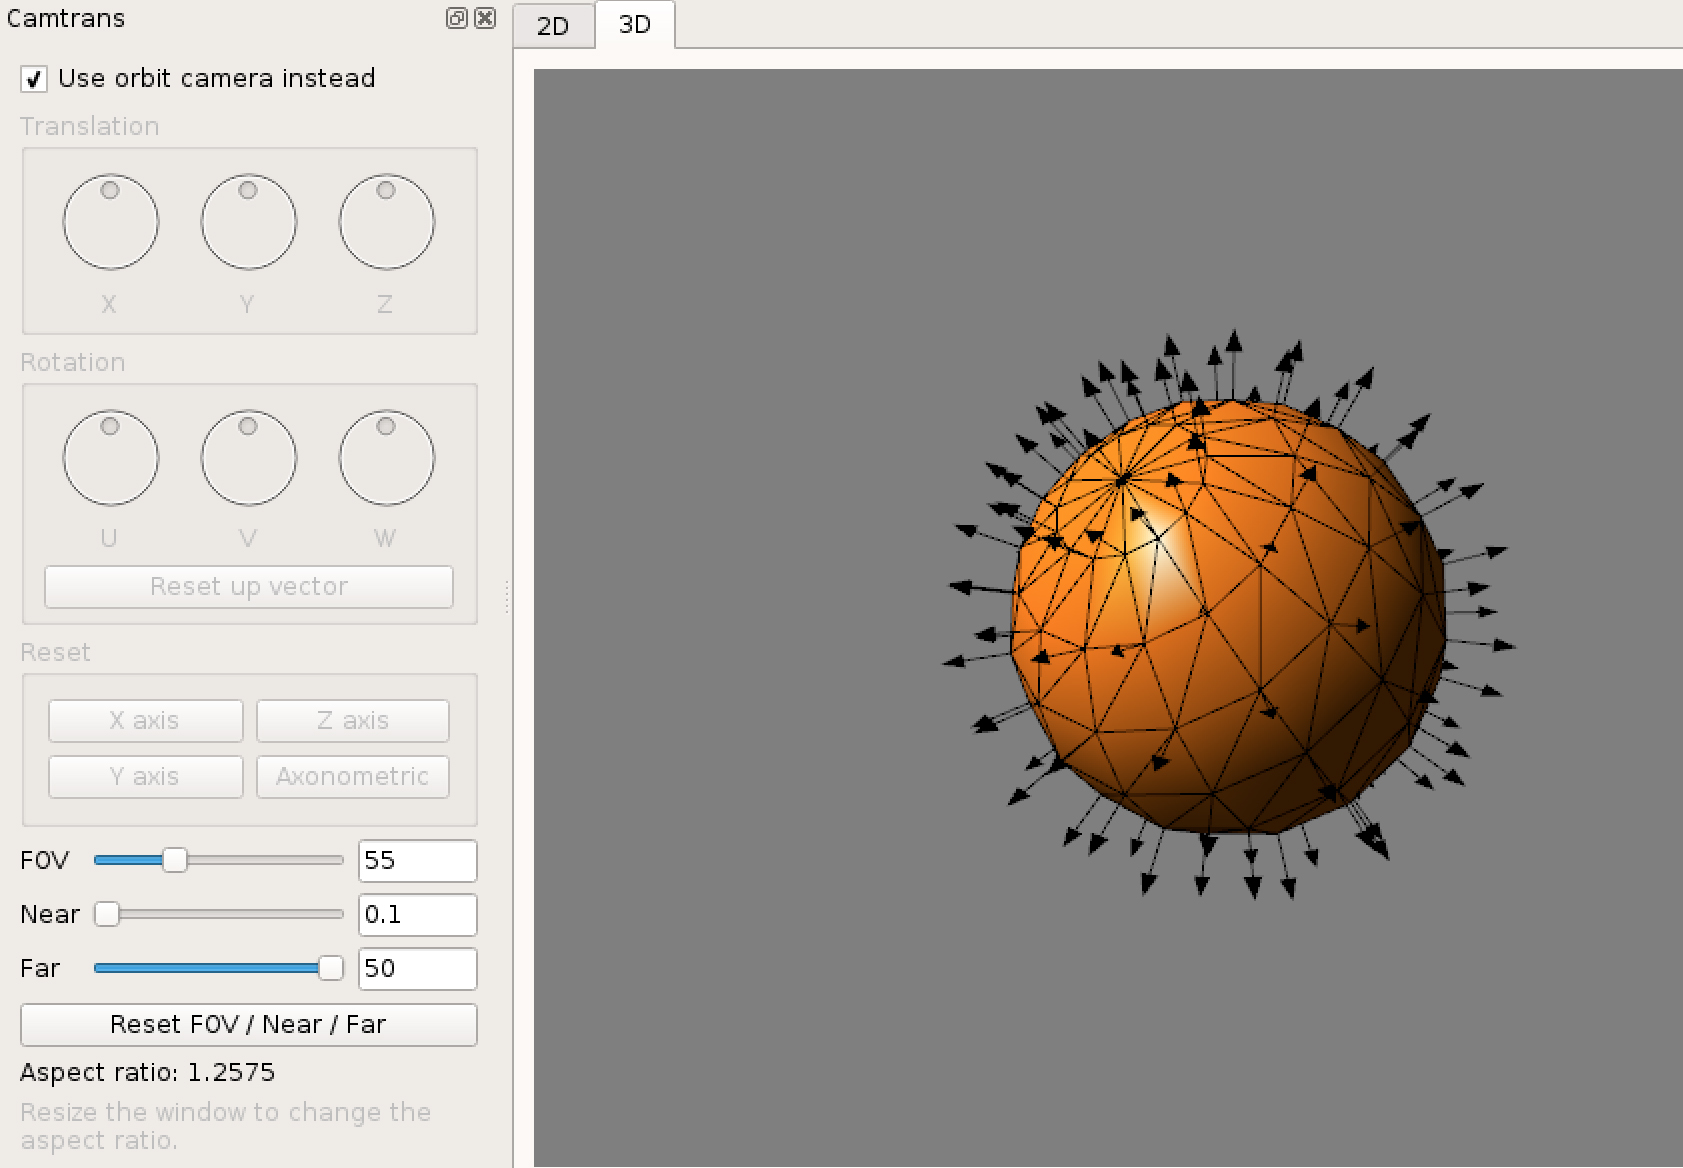 Camtrans
2D
3D
Use orbit camera instead
Translation
X Y Z
Rotation
U V W
Reset up vector
Reset
X axis Z axis
Y axis Axonometric
FOV 55
Near 0.1
Far 50
Reset FOV / Near / Far
Aspect ratio: 1.2575
Resize the window to change the
aspect ratio.